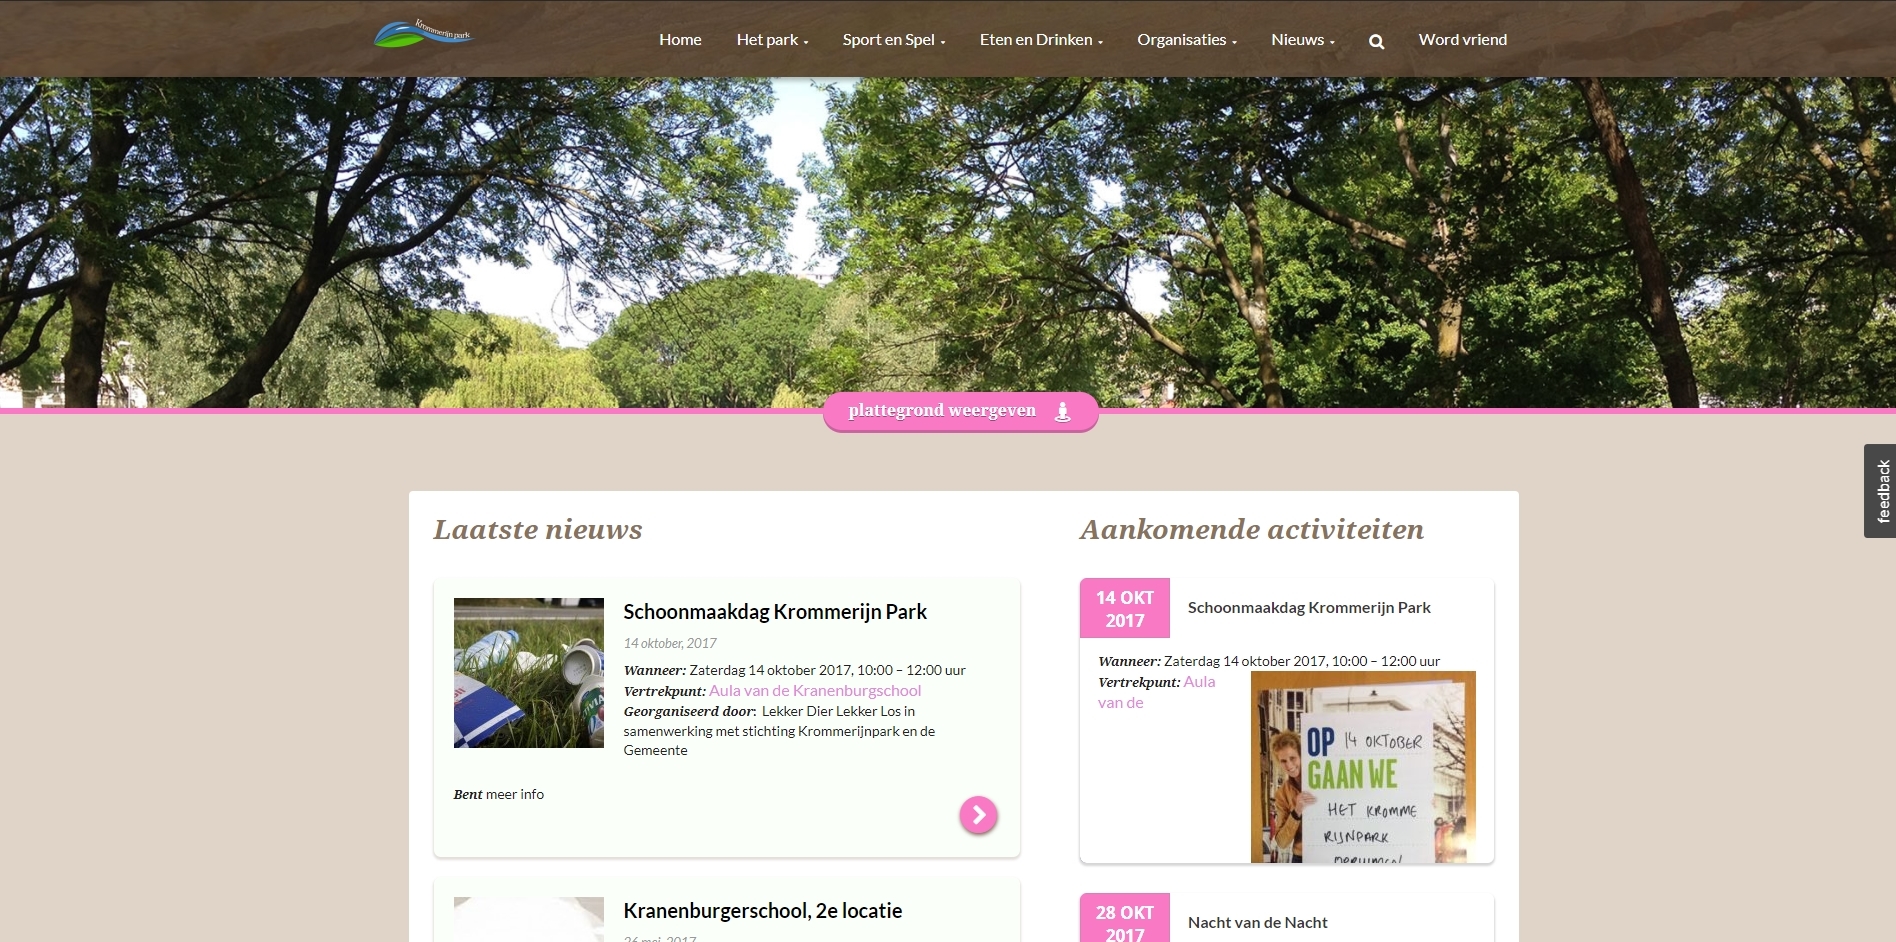 Krommerijn park
Home
Het park
Sport en Spel
Eten en Drinken
Organisaties
Nieuws
Word vriend
plattegrond weergeven
feedback
Laatste nieuws
Schoonmaakdag Krommerijn Park
14 oktober, 2017
Wanneer: Zaterdag 14 oktober 2017, 10:00 – 12:00 uur
Vertrekpunt: Aula van de Kranenburgschool
Georganiseerd door: Lekker Dier Lekker Los in
samenwerking met stichting Krommerijnpark en de
Gemeente
Bent meer info
Kranenburgerschool, 2e locatie
26 mei, 2017
Aankomende activiteiten
14 OKT
2017
Schoonmaakdag Krommerijn Park
Wanneer: Zaterdag 14 oktober 2017, 10:00 – 12:00 uur
Vertrekpunt: Aula
van de
OP 14 OKTOBER
GAAN WE
HET KROMME
RIJNPARK
28 OKT
2017
Nacht van de Nacht